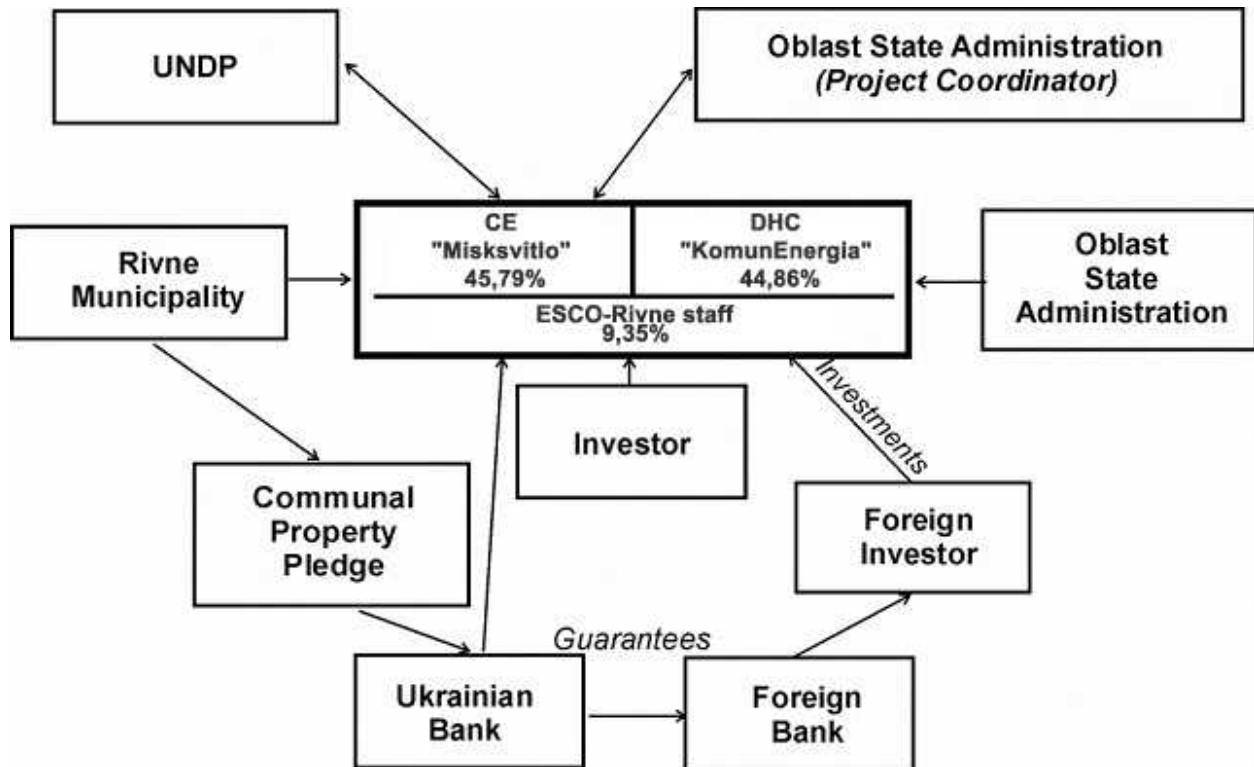 UNDP
Oblast State Administration
(Project Coordinator)
CE
"Misksvitlo"
45,79%
DHC
"KomunEnergia"
44,86%
ESCO-Rivne staff
9,35%
Rivne
Municipality
Oblast
State
Administration
Investor
Investments
Communal
Property
Pledge
Foreign
Investor
Guarantees
Ukrainian
Bank
Foreign
Bank